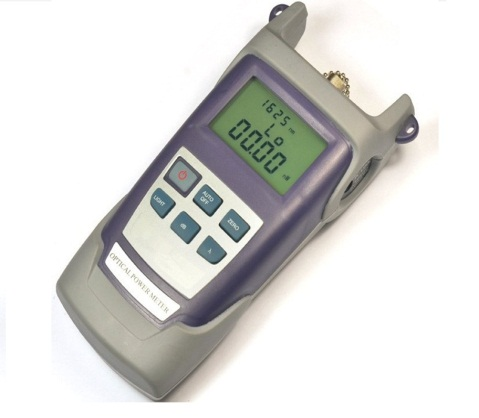 1625 nm
Lo
00.00 dB
AUTO OFF
ZERO
LIGHT
dB
λ
OPTICAL POWER METER